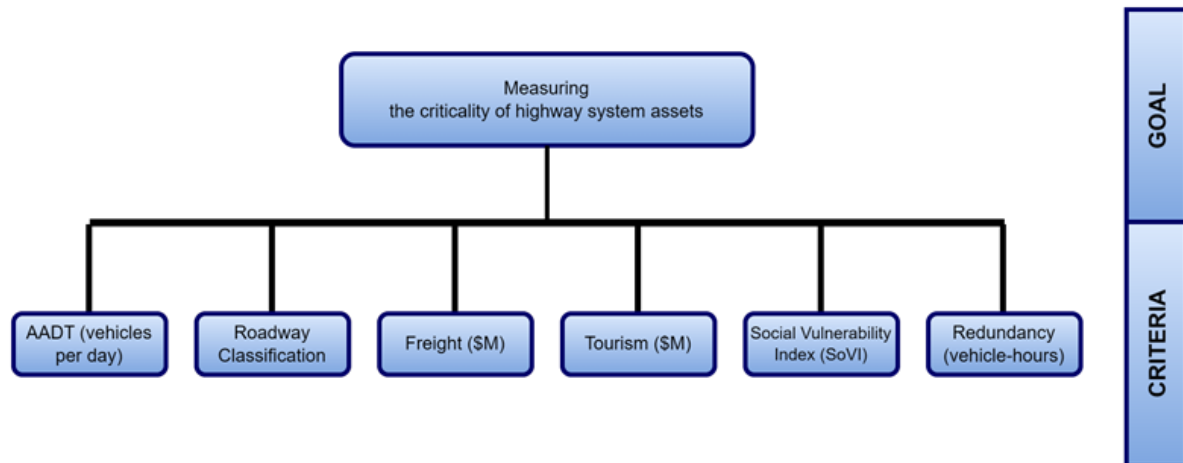 Measuring
the criticality of highway system assets
GOAL
AADT (vehicles
per day)
Roadway
Classification
Freight ($M)
Tourism ($M)
Social Vulnerability
Index (SoVI)
Redundancy
(vehicle-hours)
CRITERIA